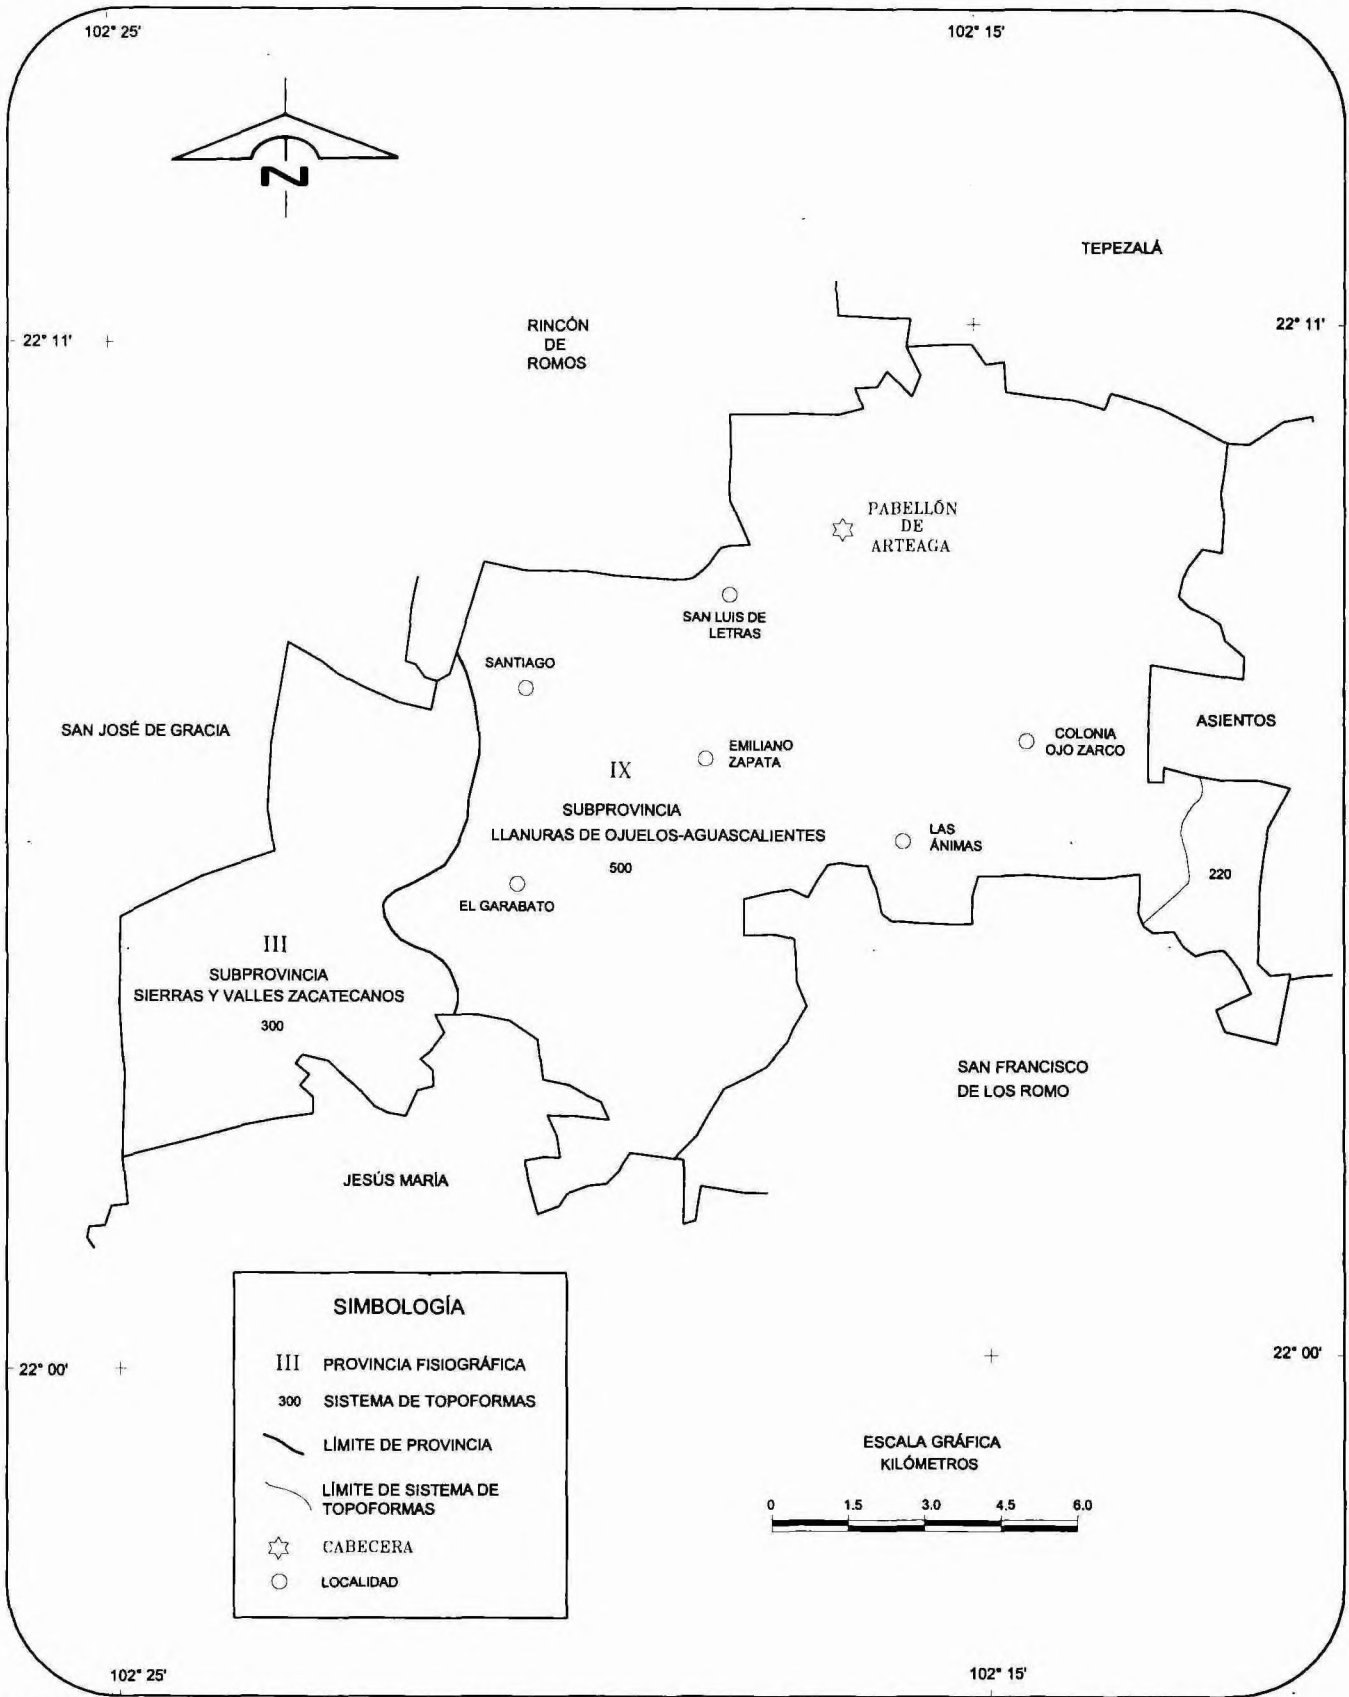 102° 25'
102° 15'
N
TEPEZALÁ
22° 11'
RINCÓN
DE
ROMOS
22° 11'
PABELLÓN
DE
ARTEAGA
SAN LUIS DE
LETRAS
SANTIAGO
SAN JOSÉ DE GRACIA
ASIENTOS
COLONIA
OJO ZARCO
EMILIANO
ZAPATA
IX
SUBPROVINCIA
LLANURAS DE OJUELOS-AGUASCALIENTES
500
LAS
ÁNIMAS
220
EL GARABATO
III
SUBPROVINCIA
SIERRAS Y VALLES ZACATECANOS
300
SAN FRANCISCO
DE LOS ROMO
JESÚS MARÍA
SIMBOLOGÍA
III PROVINCIA FISIOGRÁFICA
300 SISTEMA DE TOPOFORMAS
LÍMITE DE PROVINCIA
LÍMITE DE SISTEMA DE
TOPOFORMAS
CABECERA
LOCALIDAD
22° 00'
22° 00'
ESCALA GRÁFICA
KILÓMETROS
0 1.5 3.0 4.5 6.0
102° 25'
102° 15'